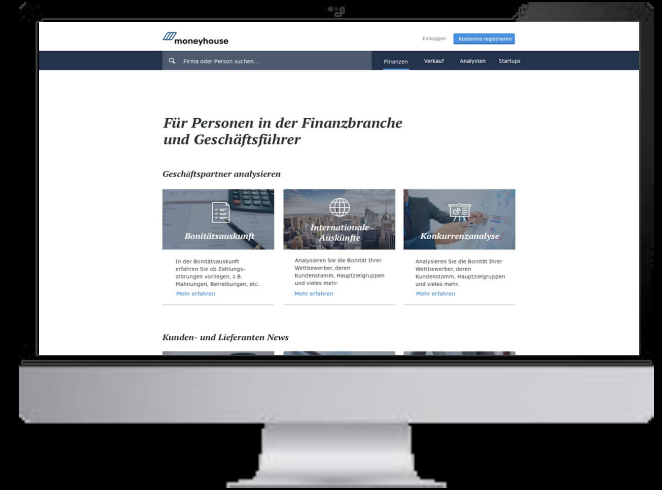 moneyhouse
Einloggen
Kostenlos registrieren
Firma oder Person suchen...
Finanzen
Verkauf
Analysten
Startups
Für Personen in der Finanzbranche
und Geschäftsführer
Geschäftspartner analysieren
Bonitätsauskunft
In der Bonitätsauskunft
erfahren Sie ob Zahlungs-
störungen vorliegen, z.B.
Mahnungen, Betreibungen, etc.
Mehr erfahren
Internationale
Auskünfte
Analysieren Sie die Bonität Ihrer
Wettbewerber, deren
Kundenstamm, Hauptzielgruppen
und vieles mehr.
Mehr erfahren
Konkurrenzanalyse
Analysieren Sie die Bonität Ihrer
Wettbewerber, deren
Kundenstamm, Hauptzielgruppen
und vieles mehr.
Mehr erfahren
Kunden- und Lieferanten News